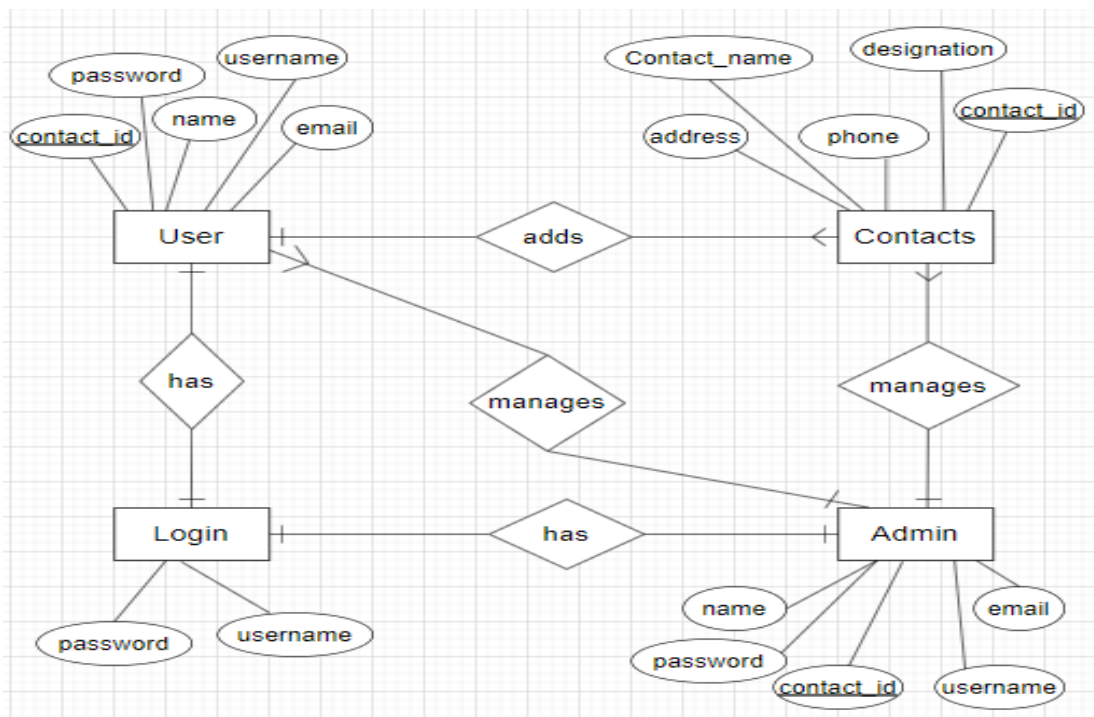 username
designation
Contact_name
password
contact_id
name
email
contact_id
address
phone
User
adds
Contacts
has
manages
manages
Login
has
Admin
name
email
username
password
password
contact_id
username